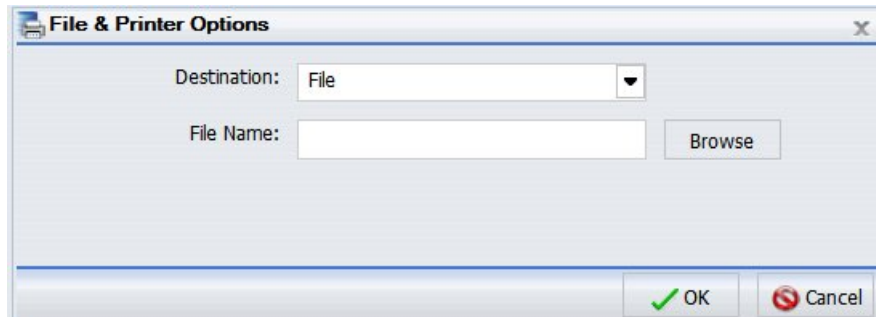 File & Printer Options
Destination: File
File Name: Browse
OK Cancel